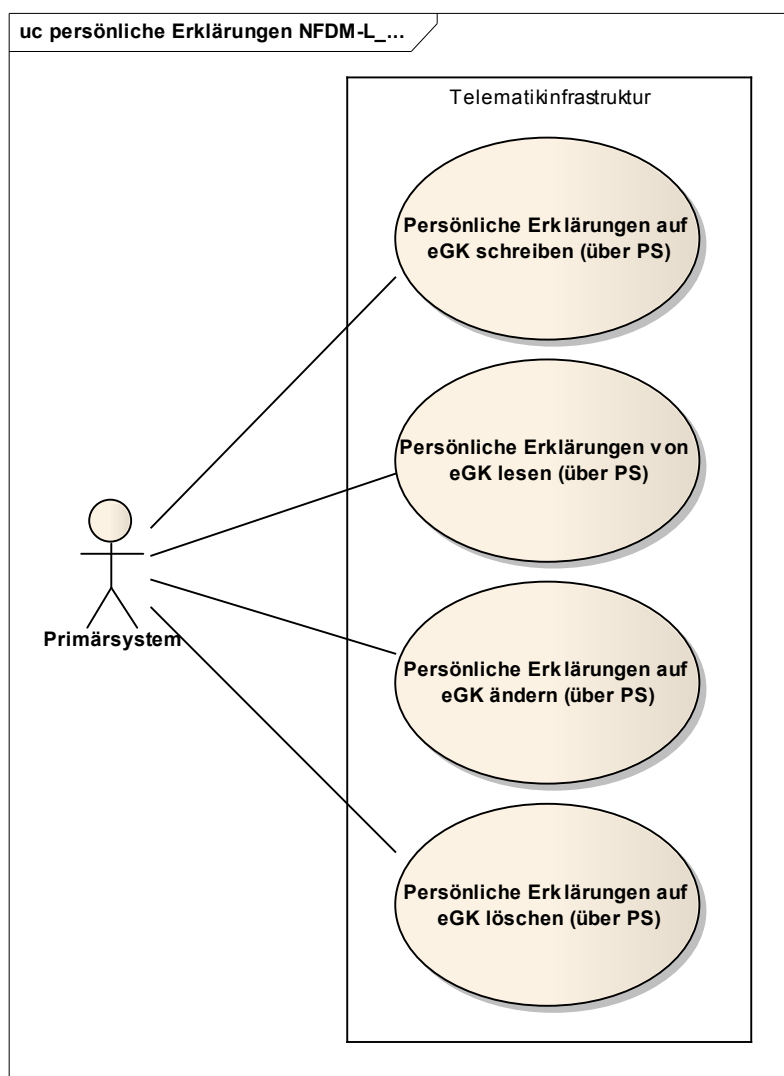 uc persönliche Erklärungen NFDM-L_...
Telematikinfrastruktur
Persönliche Erklärungen auf
eGK schreiben (über PS)
Persönliche Erklärungen von
eGK lesen (über PS)
Primärsystem
Persönliche Erklärungen auf
eGK ändern (über PS)
Persönliche Erklärungen auf
eGK löschen (über PS)